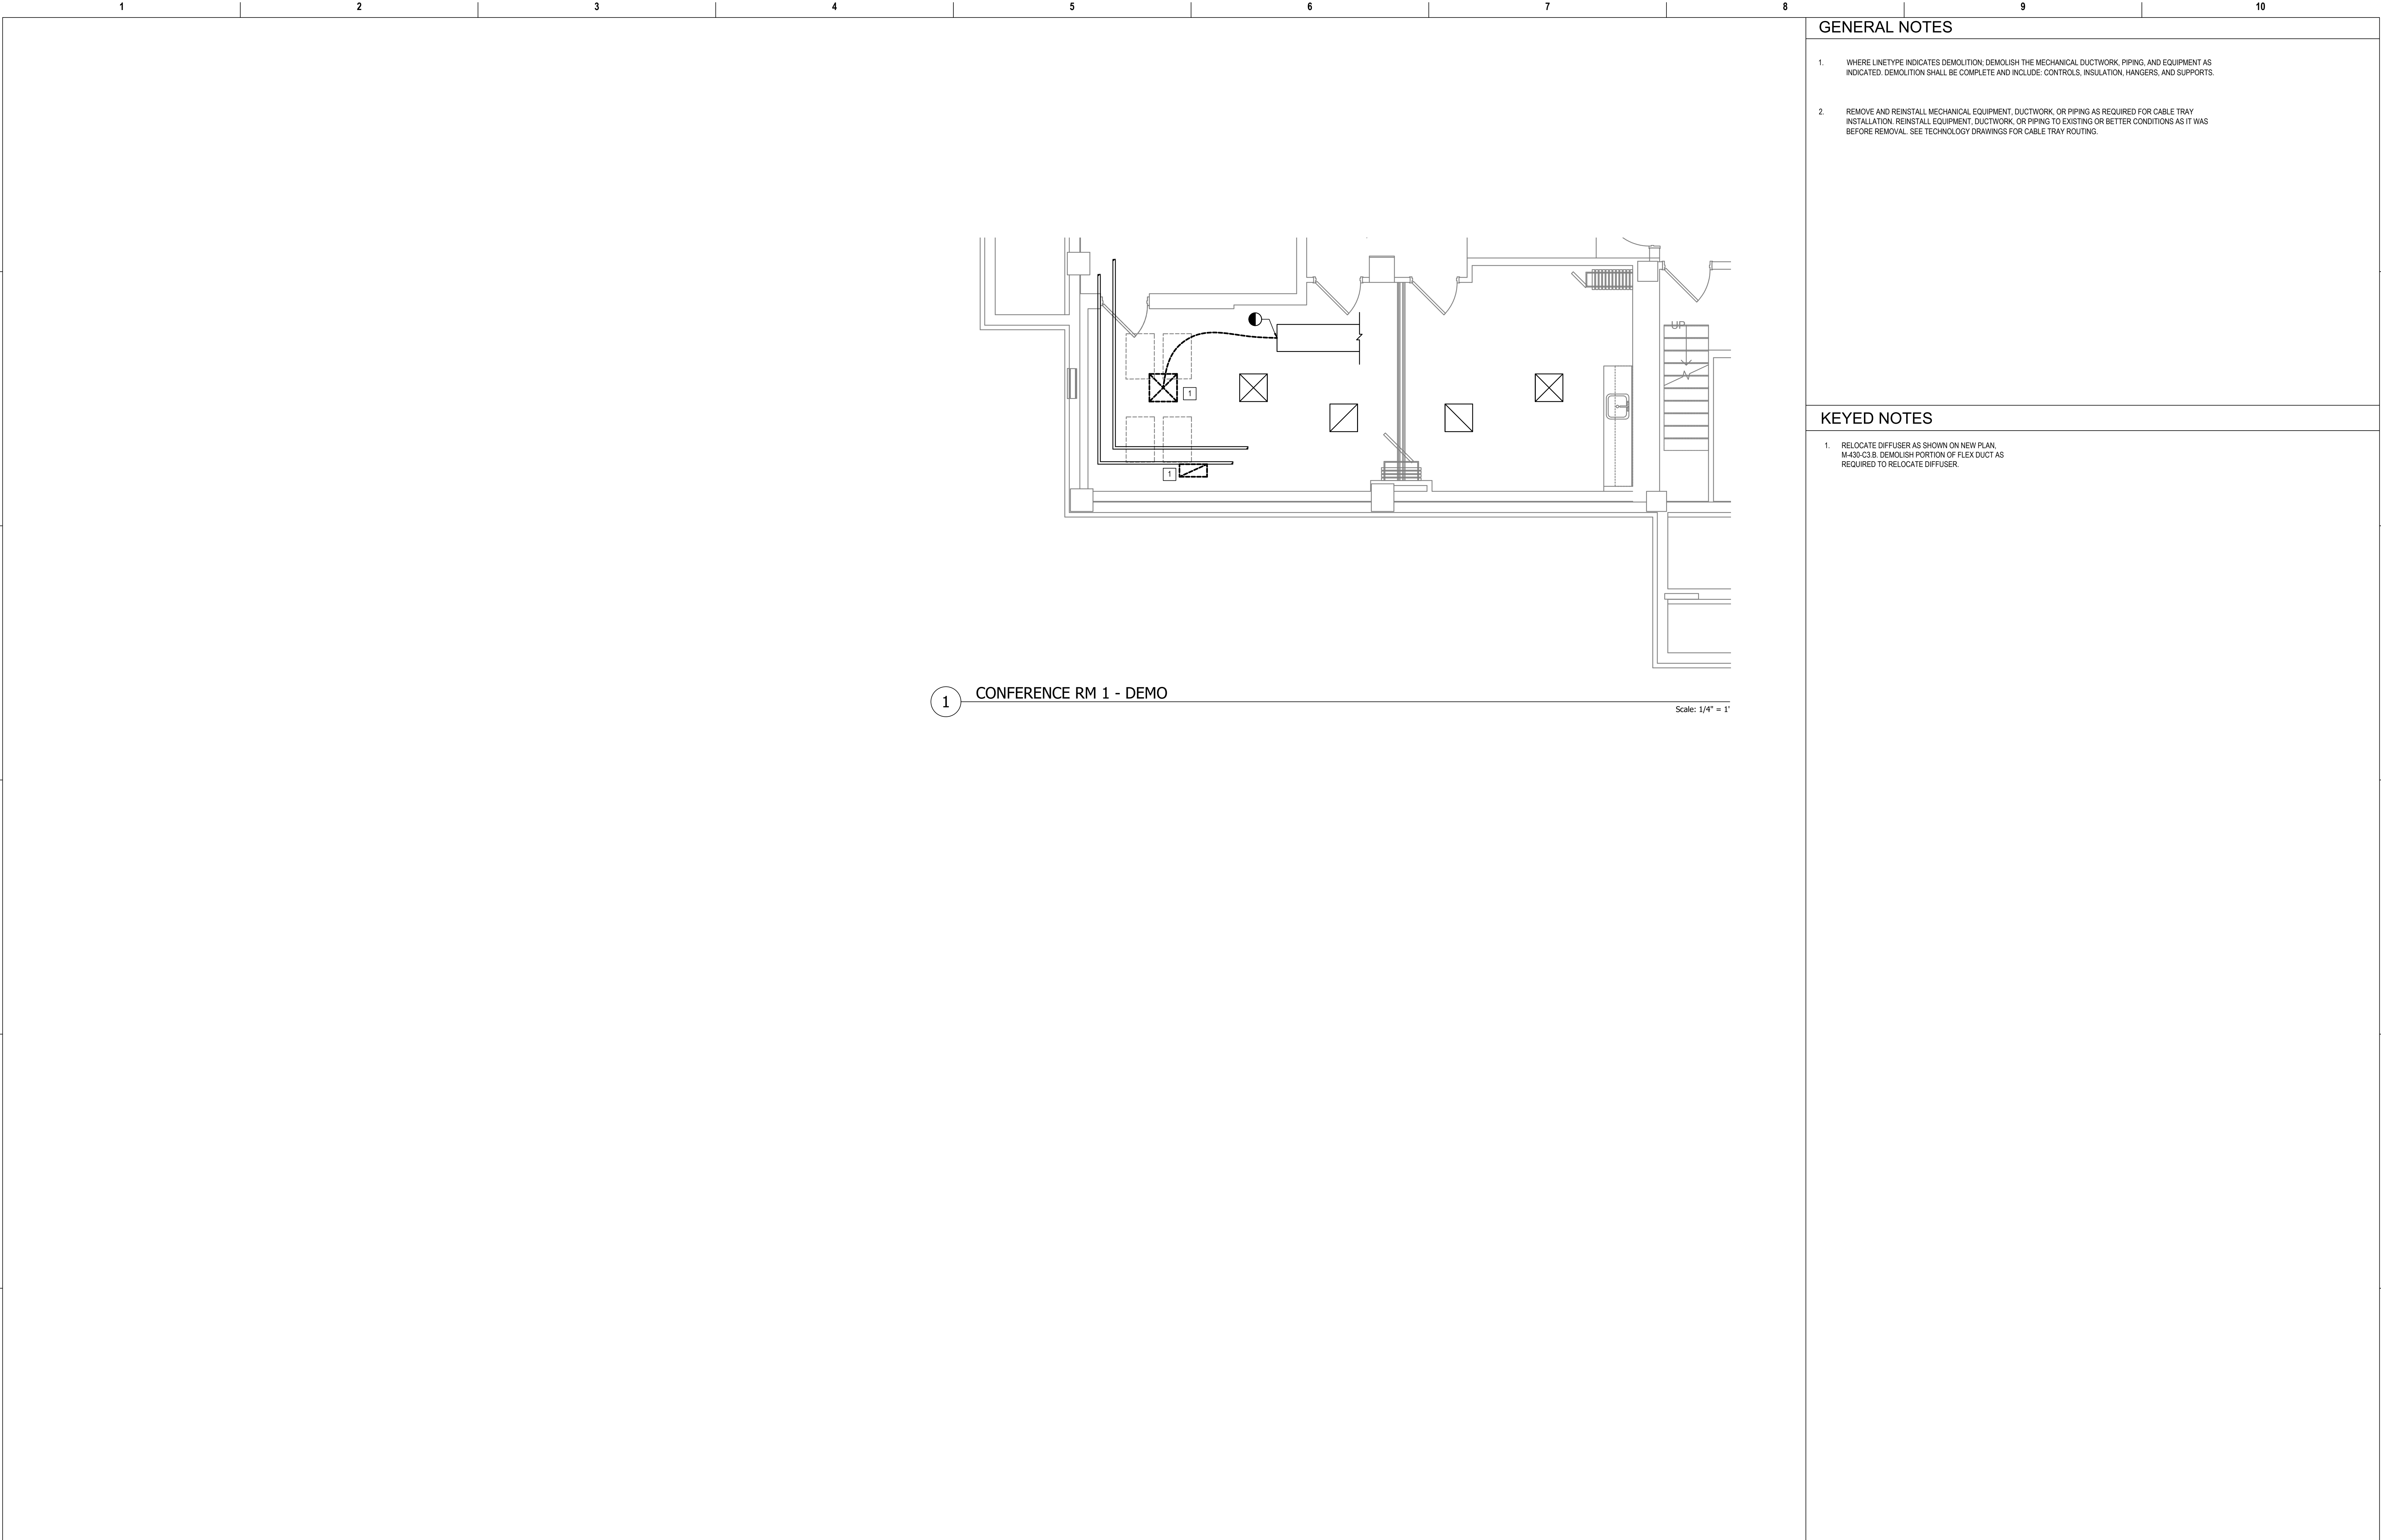 1 2 3 4 5 6 7 8 9 10
GENERAL NOTES
1. WHERE LINETYPE INDICATES DEMOLITION; DEMOLISH THE MECHANICAL DUCTWORK, PIPING, AND EQUIPMENT AS
INDICATED. DEMOLITION SHALL BE COMPLETE AND INCLUDE: CONTROLS, INSULATION, HANGERS, AND SUPPORTS.
2. REMOVE AND REINSTALL MECHANICAL EQUIPMENT, DUCTWORK, OR PIPING AS REQUIRED FOR CABLE TRAY
INSTALLATION. REINSTALL EQUIPMENT, DUCTWORK, OR PIPING TO EXISTING OR BETTER CONDITIONS AS IT WAS
BEFORE REMOVAL. SEE TECHNOLOGY DRAWINGS FOR CABLE TRAY ROUTING.
UP
1
1
KEYED NOTES
1. RELOCATE DIFFUSER AS SHOWN ON NEW PLAN,
M-430-C3.B. DEMOLISH PORTION OF FLEX DUCT AS
REQUIRED TO RELOCATE DIFFUSER.
1 CONFERENCE RM 1 - DEMO
Scale: 1/4" = 1'